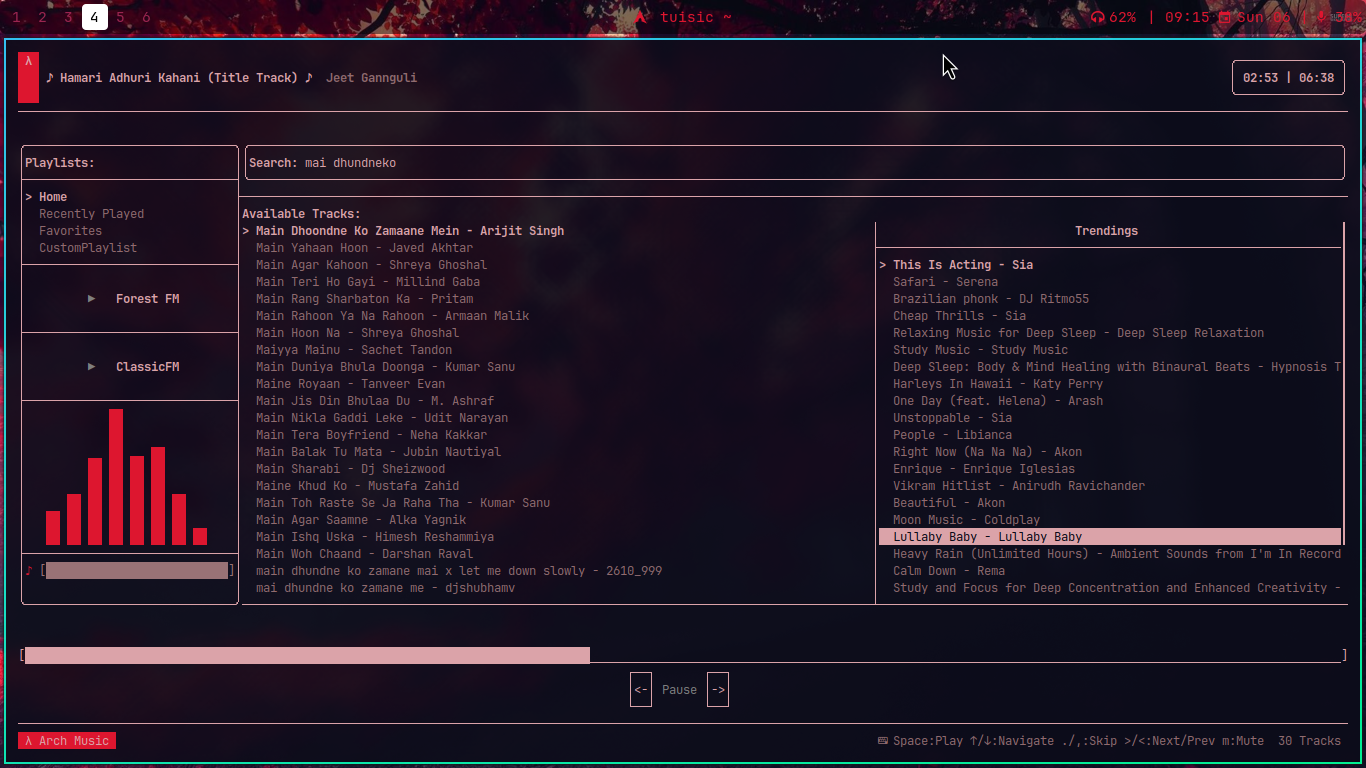 1. 2 3 4 5 6
λ tuisic ~
62% | 09:15 Sun
λ
♪ Hamari Adhuri Kahani (Title Track) ♪ Jeet Gannguli
02:53 | 06:38
Playlists:
> Home
Recently Played
Favorites
CustomPlaylist
▶ Forest FM
▶ ClassicFM
♪ [ ]
Search: mai dhundneko
Available Tracks:
> Main Dhoondne Ko Zamaane Mein - Arijit Singh
Main Yahaan Hoon - Javed Akhtar
Main Agar Kahoon - Shreya Ghoshal
Main Teri Ho Gayi - Millind Gaba
Main Rang Sharbaton Ka - Pritam
Main Rahoon Ya Na Rahoon - Armaan Malik
Main Hoon Na - Shreya Ghoshal
Maiyya Mainu - Sachet Tandon
Main Duniya Bhula Doonga - Kumar Sanu
Maine Royaan - Tanveer Evan
Main Jis Din Bhulaa Du - M. Ashraf
Main Nikla Gaddi Leke - Udit Narayan
Main Tera Boyfriend - Neha Kakkar
Main Balak Tu Mata - Jubin Nautiyal
Main Sharabi - Dj Sheizwood
Maine Khud Ko - Mustafa Zahid
Main Toh Raste Se Ja Raha Tha - Kumar Sanu
Main Agar Saamne - Alka Yagnik
Main Ishq Uska - Himesh Reshammiya
Main Woh Chaand - Darshan Raval
main dhundne ko zamane mai x let me down slowly - 2610_999
mai dhundne ko zamane me - djshubhamv
Trendings
> This Is Acting - Sia
Safari - Serena
Brazilian phonk - DJ Ritmo55
Cheap Thrills - Sia
Relaxing Music for Deep Sleep - Deep Sleep Relaxation
Study Music - Study Music
Deep Sleep: Body & Mind Healing with Binaural Beats - Hypnosis T
Harleys In Hawaii - Katy Perry
One Day (feat. Helena) - Arash
Unstoppable - Sia
People - Libianca
Right Now (Na Na Na) - Akon
Enrique - Enrique Iglesias
Vikram Hitlist - Anirudh Ravichander
Beautiful - Akon
Moon Music - Coldplay
Lullaby Baby - Lullaby Baby
Heavy Rain (Unlimited Hours) - Ambient Sounds from I'm In Record
Calm Down - Rema
Study and Focus for Deep Concentration and Enhanced Creativity -
[ ]
<- Pause ->
λ Arch Music
Space:Play ↑/↓:Navigate ./,:Skip >/<:Next/Prev m:Mute 30 Tracks